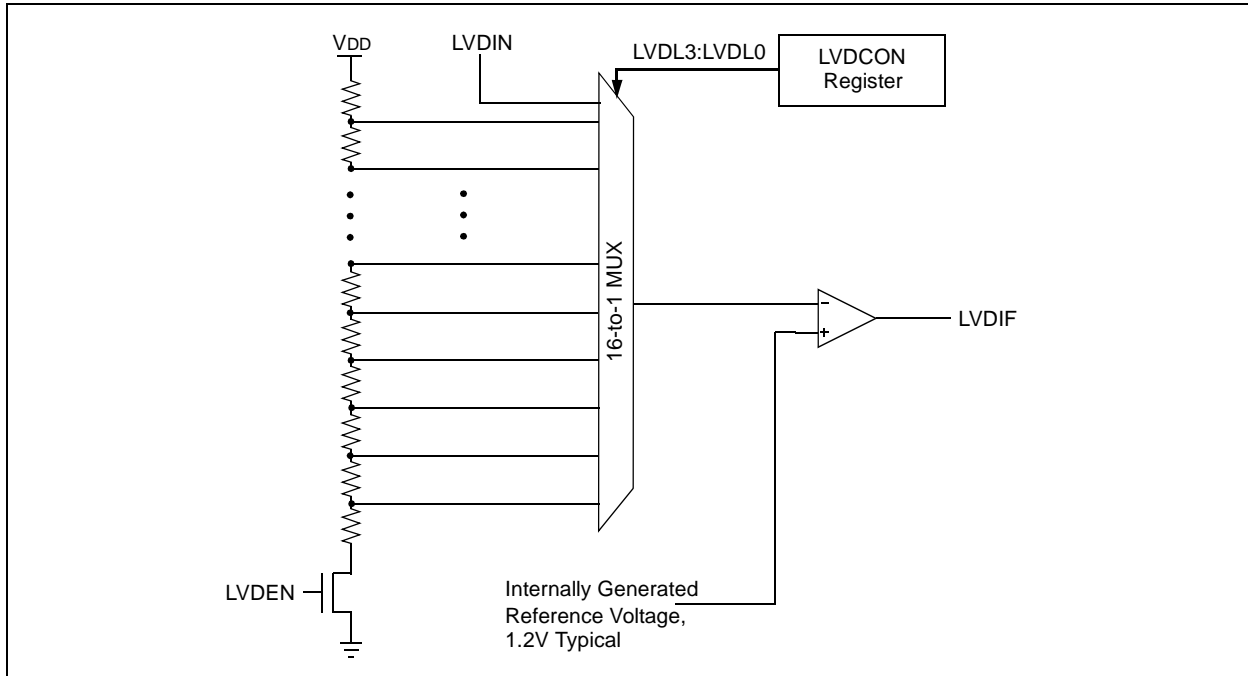 VDD
LVDIN
LVDL3:LVDL0
LVDCON
Register
16-to-1 MUX
−
+
LVDIF
LVDEN
Internally Generated
Reference Voltage,
1.2V Typical